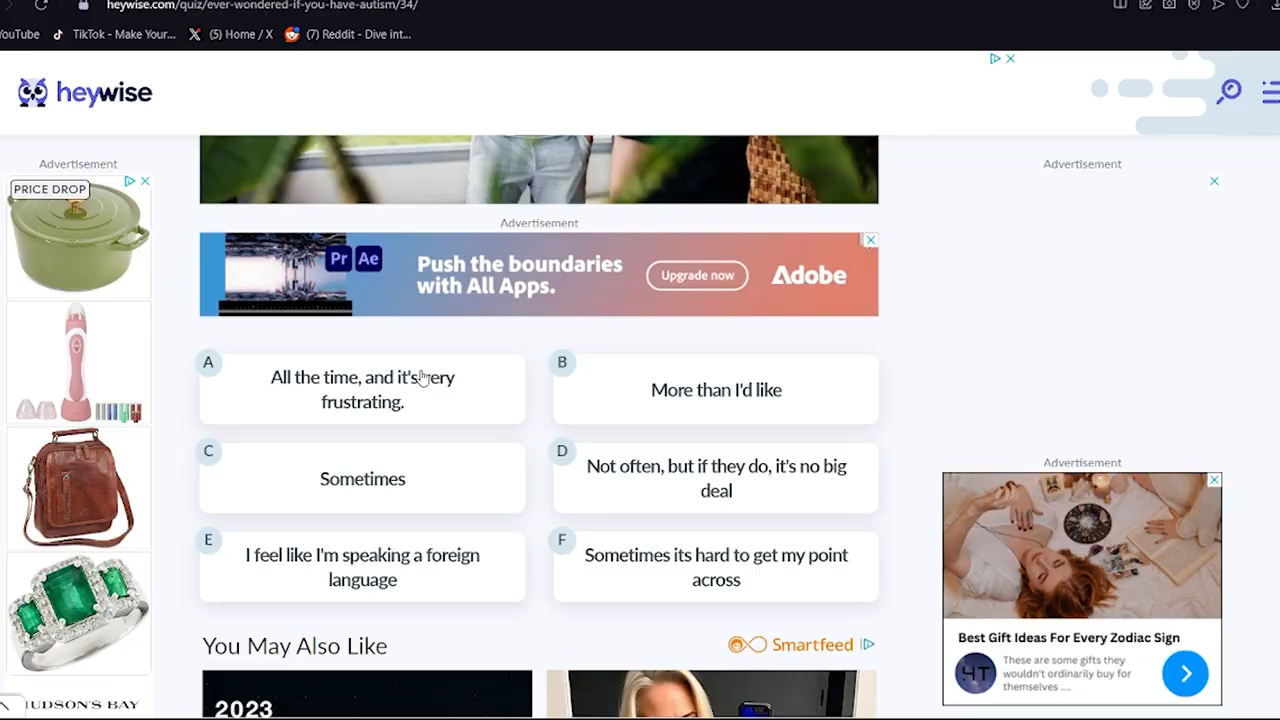 heywise.com/quiz/ever-wondered-if-you-have-autism/34/
YouTube
TikTok - Make Your...
(5) Home / X
(7) Reddit - Dive int...
heywise
Advertisement
PRICE DROP
Advertisement
Pr Ae
Push the boundaries
with All Apps.
Upgrade now
Adobe
Advertisement
A
All the time, and it's very
frustrating.
B
More than I'd like
C
Sometimes
D
Not often, but if they do, it's no big
deal
E
I feel like I'm speaking a foreign
language
F
Sometimes its hard to get my point
across
Advertisement
Best Gift Ideas For Every Zodiac Sign
These are some gifts they
wouldn't ordinarily buy for
themselves ....
You May Also Like
Smartfeed
2023
HUDSON'S BAY